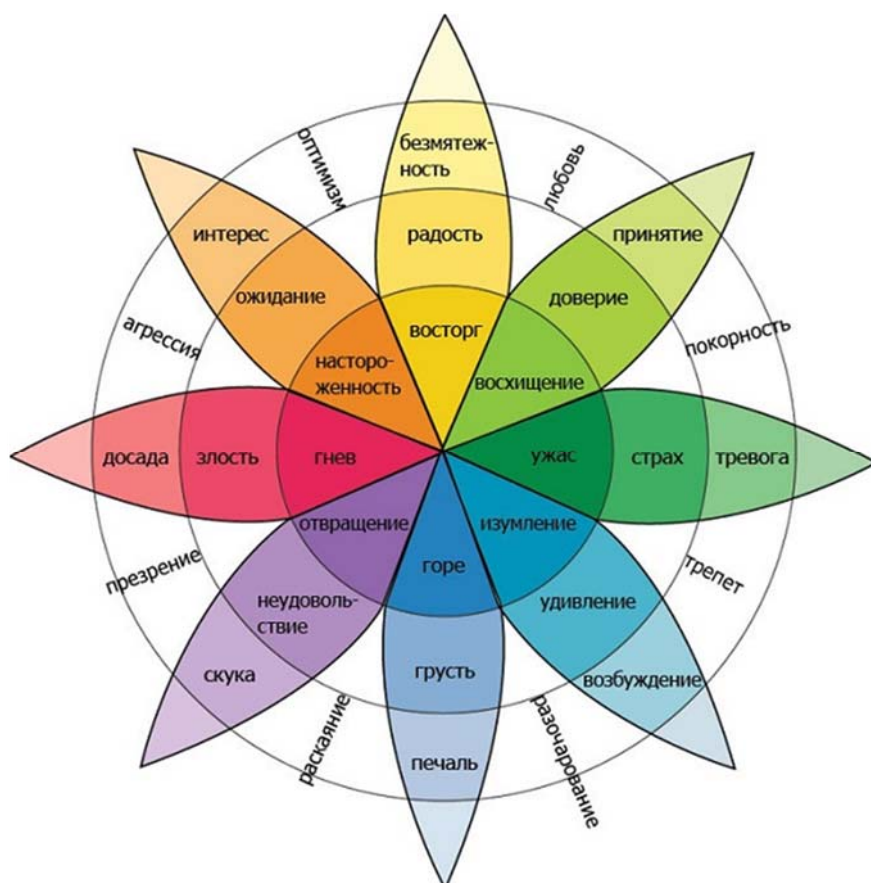 оптимизм
безмятеж-
ность
любовь
интерес
радость
принятие
ожидание
доверие
агрессия
восторг
покорность
насторо-
женность
восхищение
досада
злость
гнев
ужас
страх
тревога
отвращение
изумление
презрение
горе
трепет
неудоволь-
ствие
удивление
скука
грусть
возбуждение
раскаяние
разочарование
печаль